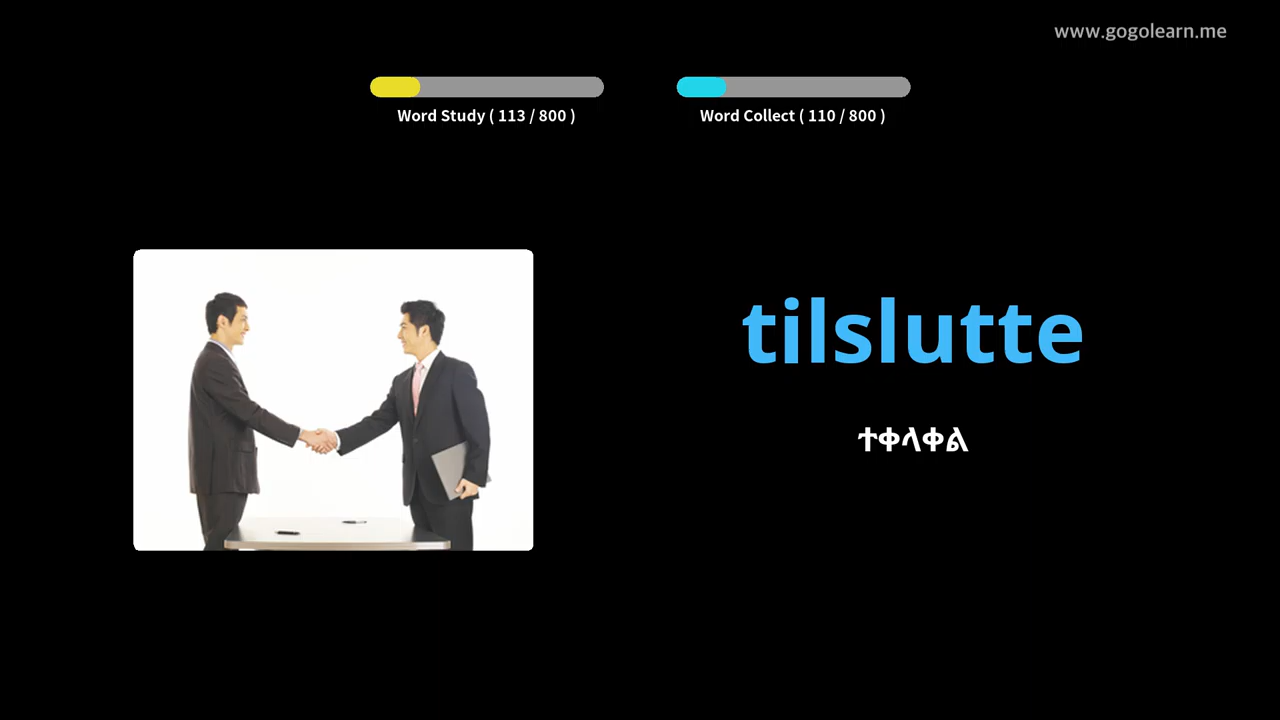 www.gogolearn.me
Word Study ( 113 / 800 )
Word Collect ( 110 / 800 )
tilslutte
ተቀላቀል